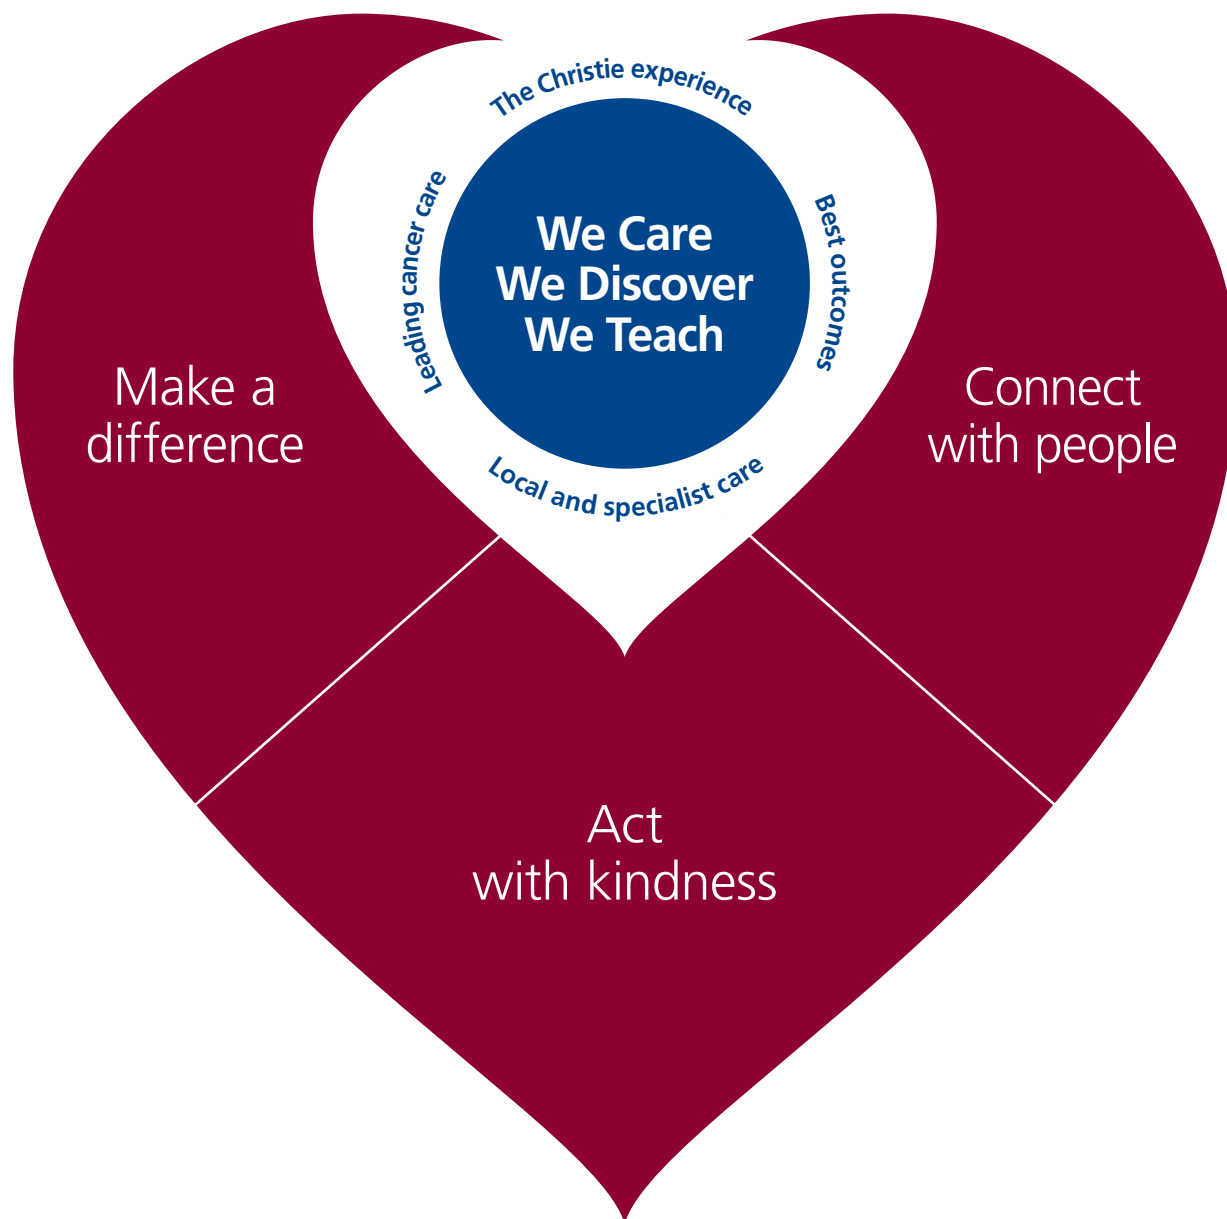 The Christie experience
Leading cancer care
Best outcomes
We Care
We Discover
We Teach
Local and specialist care
Make a
difference
Connect
with people
Act
with kindness